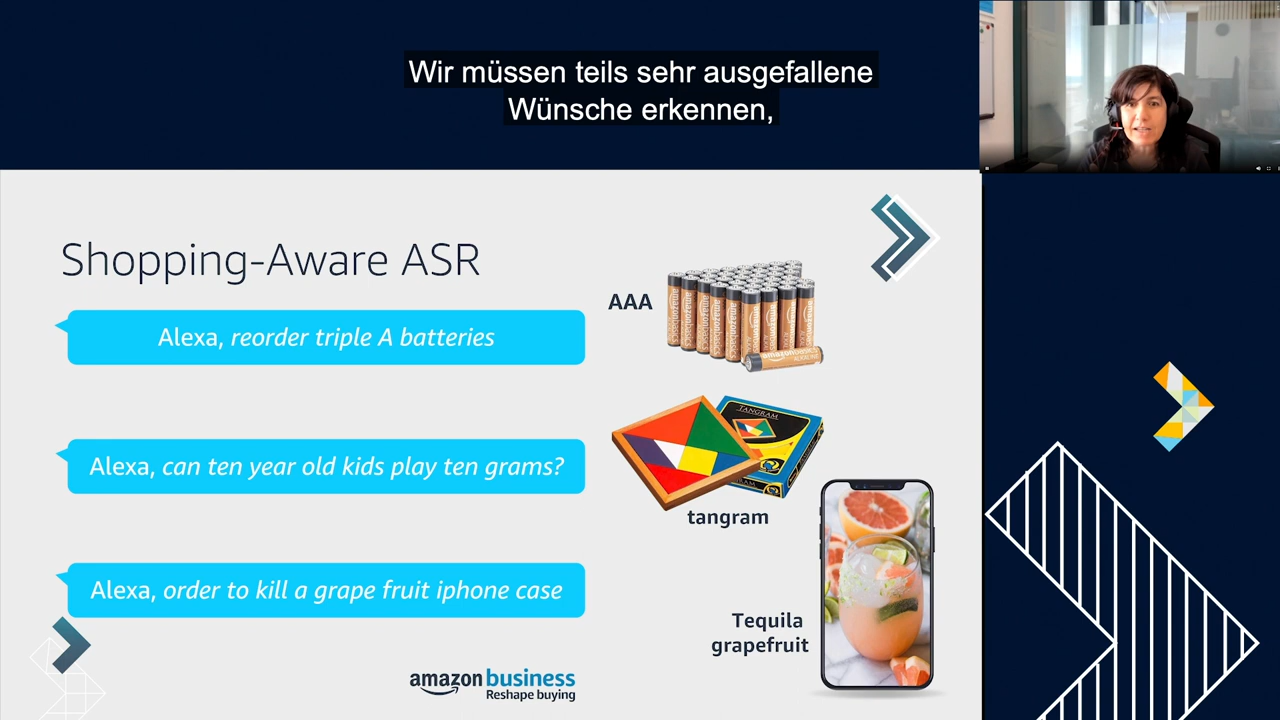 Wir müssen teils sehr ausgefallene
Wünsche erkennen,
Shopping-Aware ASR
Alexa, reorder triple A batteries
AAA
amazonbasics
Alexa, can ten year old kids play ten grams?
TANGRAM
tangram
Alexa, order to kill a grape fruit iphone case
Tequila
grapefruit
amazon business
Reshape buying